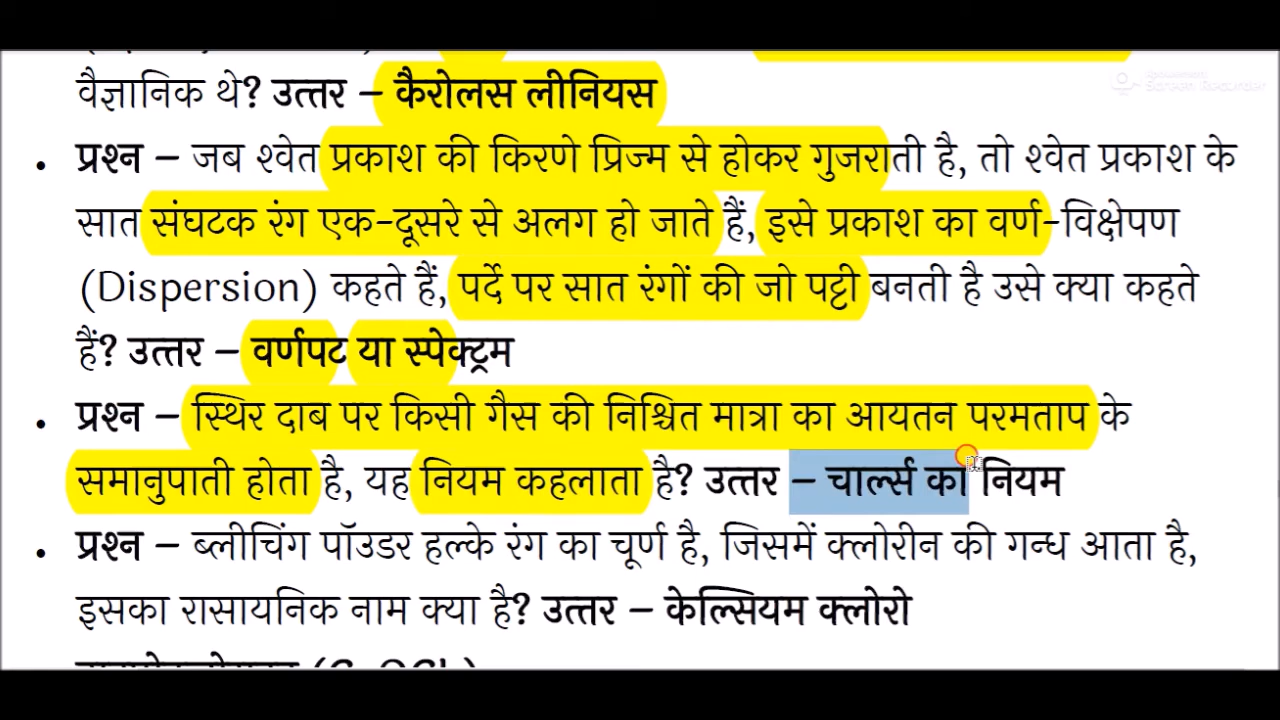 वैज्ञानिक थे? उत्तर – कैरोलस लीनियस
Screen Recorder
• प्रश्न – जब श्वेत प्रकाश की किरणे प्रिज्म से होकर गुजराती है, तो श्वेत प्रकाश के
सात संघटक रंग एक-दूसरे से अलग हो जाते हैं, इसे प्रकाश का वर्ण-विक्षेपण
(Dispersion) कहते हैं, पर्दे पर सात रंगों की जो पट्टी बनती है उसे क्या कहते
हैं? उत्तर – वर्णपट या स्पेक्ट्रम
• प्रश्न – स्थिर दाब पर किसी गैस की निश्चित मात्रा का आयतन परमताप के
समानुपाती होता है, यह नियम कहलाता है? उत्तर – चार्ल्स का नियम
• प्रश्न – ब्लीचिंग पॉउडर हल्के रंग का चूर्ण है, जिसमें क्लोरीन की गन्ध आता है,
इसका रासायनिक नाम क्या है? उत्तर – केल्सियम क्लोरो